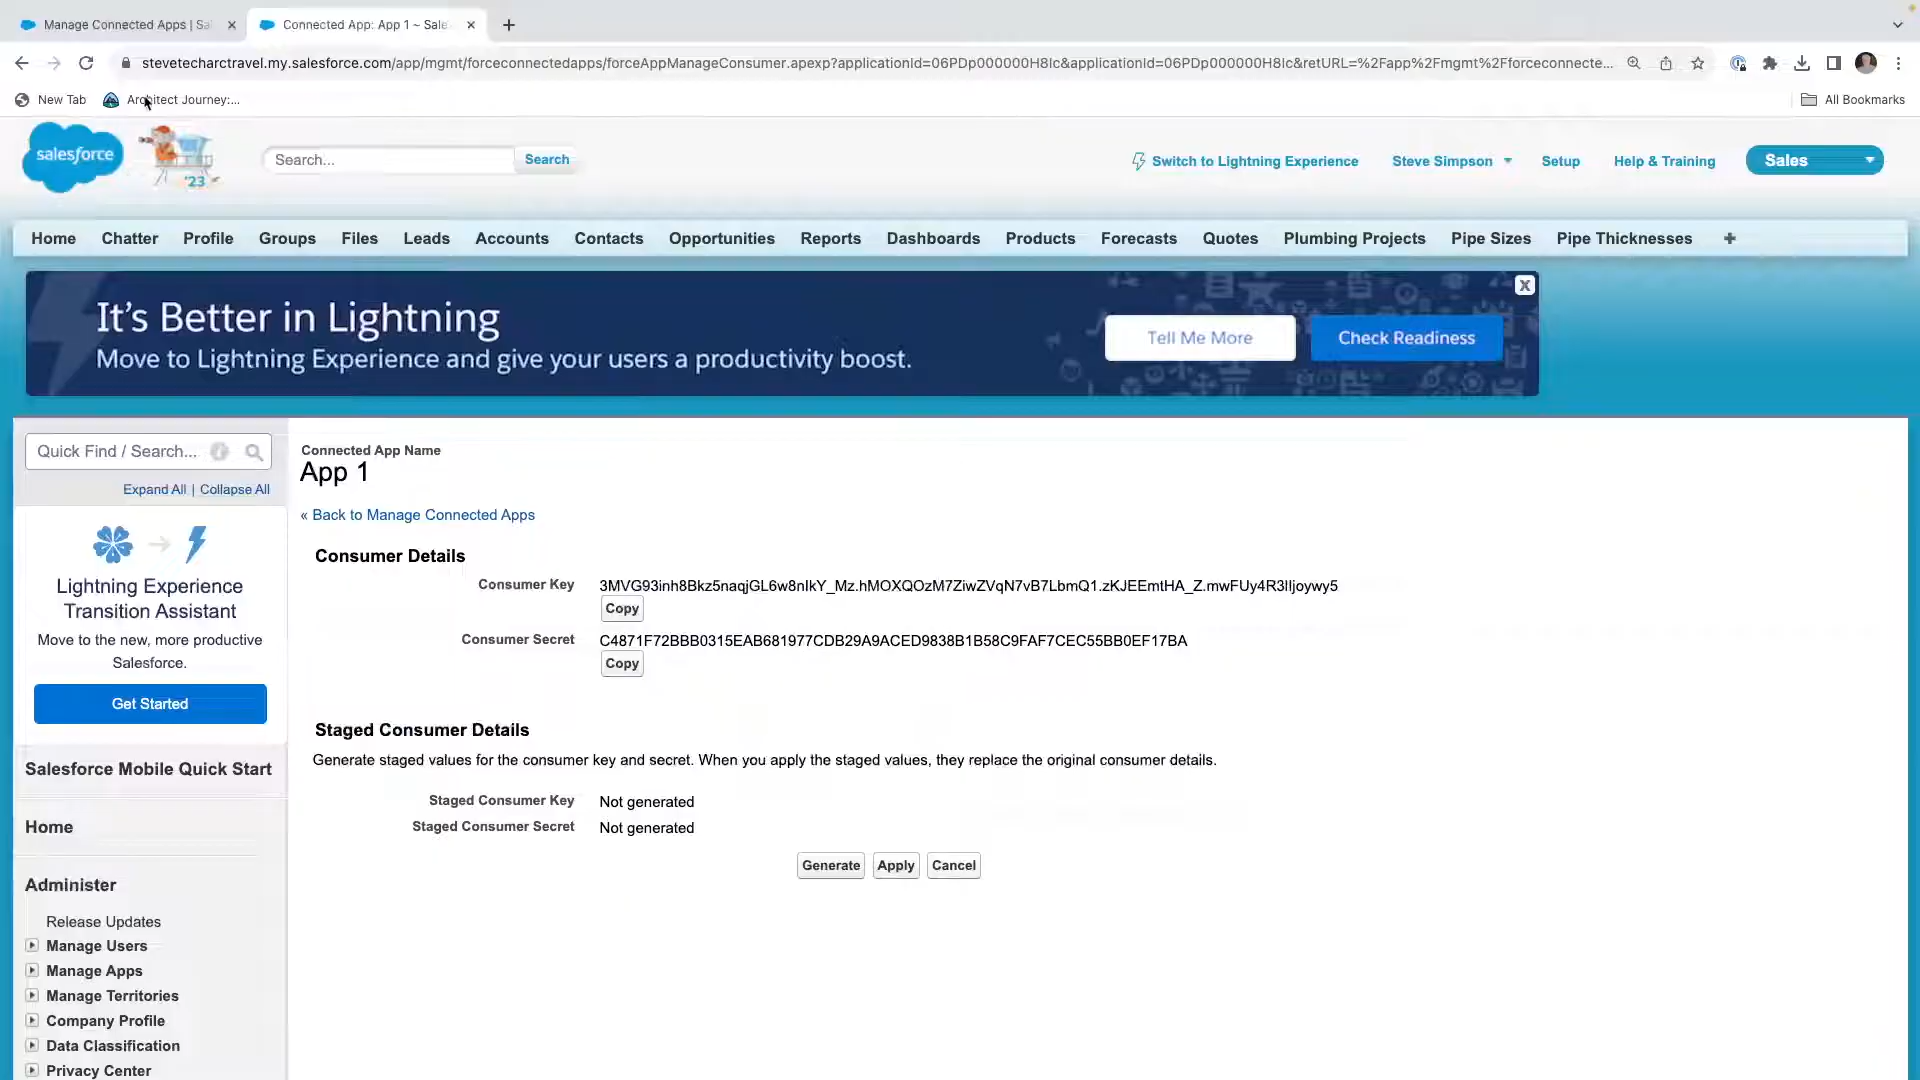 Manage Connected Apps | Sa
Connected App: App 1 ~ Sale
stevetecharctravel.my.salesforce.com/app/mgmt/forceconnectedapps/forceAppManageConsumer.apexp?applicationId=06PDp000000H8Ic&applicationId=06PDp000000H8Ic&retURL=%2Fapp%2Fmgmt%2Fforceconnecte...
New Tab
Architect Journey:...
All Bookmarks
salesforce
'23
Search...
Search
Switch to Lightning Experience
Steve Simpson
Setup
Help & Training
Sales
Home Chatter Profile Groups Files Leads Accounts Contacts Opportunities Reports Dashboards Products Forecasts Quotes Plumbing Projects Pipe Sizes Pipe Thicknesses +
It's Better in Lightning
Move to Lightning Experience and give your users a productivity boost.
Tell Me More
Check Readiness
X
Quick Find / Search...
Expand All | Collapse All
Lightning Experience
Transition Assistant
Move to the new, more productive
Salesforce.
Get Started
Salesforce Mobile Quick Start
Home
Administer
Release Updates
Manage Users
Manage Apps
Manage Territories
Company Profile
Data Classification
Privacy Center
Connected App Name
App 1
« Back to Manage Connected Apps
Consumer Details
Consumer Key 3MVG93inh8Bkz5naqjGL6w8nIkY_Mz.hMOXQOzM7ZiwZVqN7vB7LbmQ1.zKJEEmtHA_Z.mwFUy4R3lIjoywy5
Copy
Consumer Secret C4871F72BBB0315EAB681977CDB29A9ACED9838B1B58C9FAF7CEC55BB0EF17BA
Copy
Staged Consumer Details
Generate staged values for the consumer key and secret. When you apply the staged values, they replace the original consumer details.
Staged Consumer Key Not generated
Staged Consumer Secret Not generated
Generate Apply Cancel